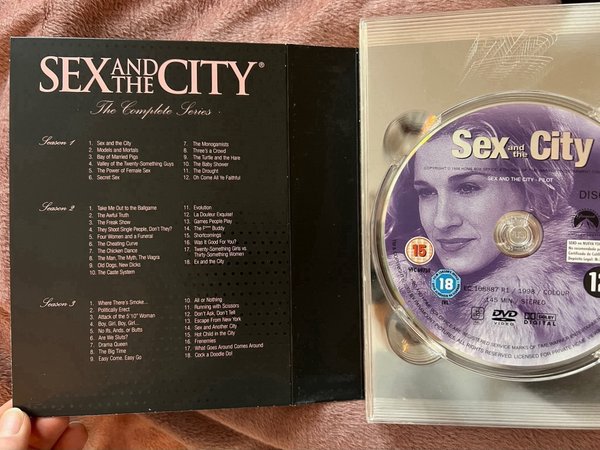 SEX AND THE CITY®
The Complete Series
Season 1
1. Sex and the City
2. Models and Mortals
3. Bay of Married Pigs
4. Valley of the Twenty-Something Guys
5. The Power of Female Sex
6. Secret Sex
7. The Monogamists
8. Three's a Crowd
9. The Turtle and the Hare
10. The Baby Shower
11. The Drought
12. Oh Come All Ye Faithful
Season 2
1. Take Me Out to the Ballgame
2. The Awful Truth
3. The Freak Show
4. They Shoot Single People, Don't They?
5. Four Women and a Funeral
6. The Cheating Curve
7. The Chicken Dance
8. The Man, The Myth, The Viagra
9. Old Dogs, New Dicks
10. The Caste System
11. Evolution
12. La Douleur Exquise!
13. Games People Play
14. The F*** Buddy
15. Shortcomings
16. Was it Good For You?
17. Twenty-Something Girls vs.
Thirty-Something Women
18. Ex and the City
Season 3
1. Where There's Smoke...
2. Politically Erect
3. Attack of the 5'10" Woman
4. Boy, Girl, Boy, Girl...
5. No Ifs, Ands, or Butts
6. Are We Sluts?
7. Drama Queen
8. The Big Time
9. Easy Come, Easy Go
10. All or Nothing
11. Running with Scissors
12. Don't Ask, Don't Tell
13. Escape From New York
14. Sex and Another City
15. Hot Child in the City
16. Frenemies
17. What Goes Around Comes Around
18. Cock a Doodle Do!
DVD
Sex and the City
SEX AND THE CITY - PILOT
DISC
15
18
1998 / COLOUR
145 MIN STEREO
DVD
VIDEO
DOLBY
DIGITAL